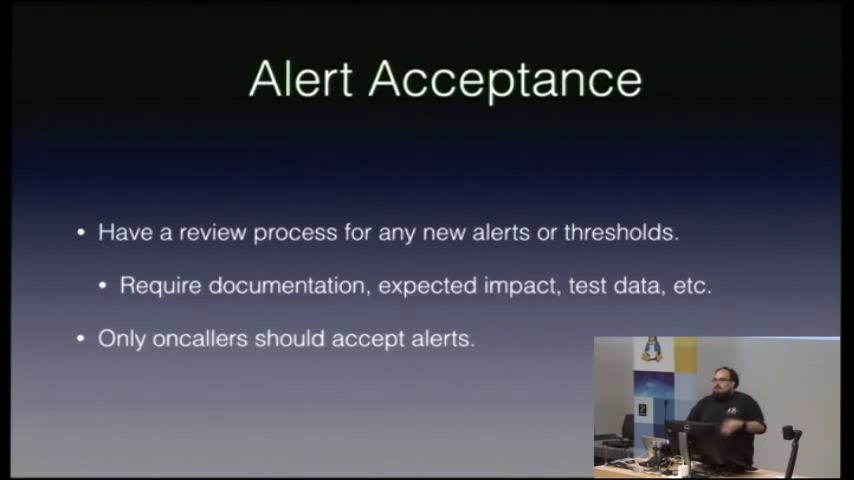 Alert Acceptance
• Have a review process for any new alerts or thresholds.
• Require documentation, expected impact, test data, etc.
• Only oncallers should accept alerts.